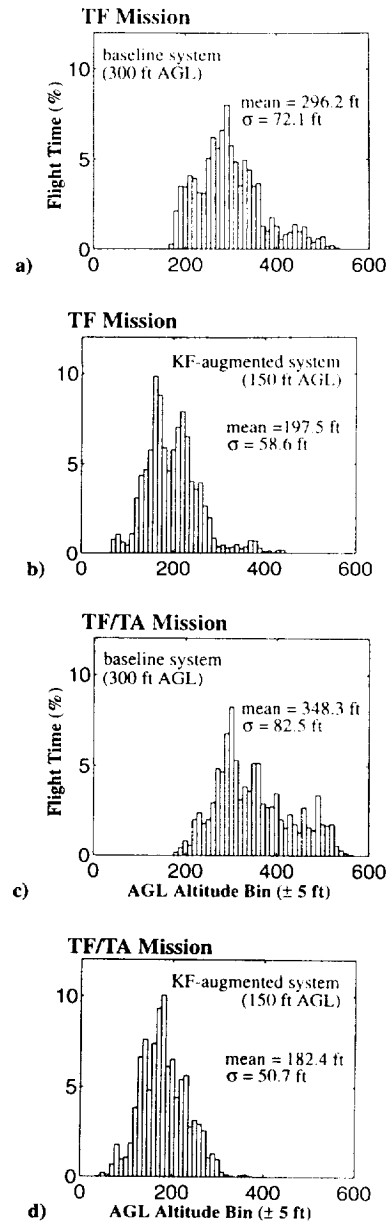 TF Mission
baseline system
(300 ft AGL)
mean = 296.2 ft
σ = 72.1 ft
Flight Time (%)
10
5
0
0 200 400 600
a)
TF Mission
KF-augmented system
(150 ft AGL)
mean =197.5 ft
σ = 58.6 ft
10
5
0
0 200 400 600
b)
TF/TA Mission
baseline system
(300 ft AGL)
mean = 348.3 ft
σ = 82.5 ft
Flight Time (%)
10
5
0
0 200 400 600
AGL Altitude Bin (± 5 ft)
c)
TF/TA Mission
KF-augmented system
(150 ft AGL)
mean = 182.4 ft
σ = 50.7 ft
10
5
0
0 200 400 600
AGL Altitude Bin (± 5 ft)
d)